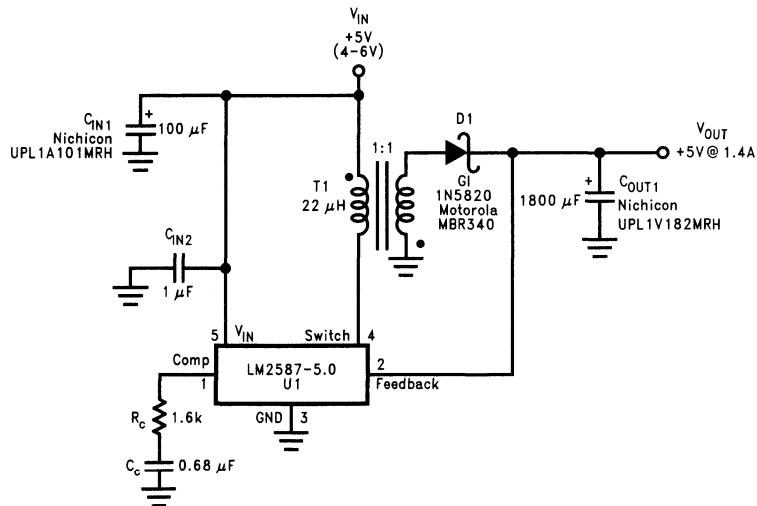 V_IN
+5V
(4-6V)
C_IN1
Nichicon
UPL1A101MRH
+
100 μF
D1
1:1
V_OUT
+5V @ 1.4A
T1
22 μH
GI
1N5820
Motorola
MBR340
+
1800 μF
C_OUT1
Nichicon
UPL1V182MRH
C_IN2
1 μF
5
V_IN
Switch
4
Comp
1
LM2587-5.0
U1
2
Feedback
GND
3
R_c
1.6k
C_c
0.68 μF